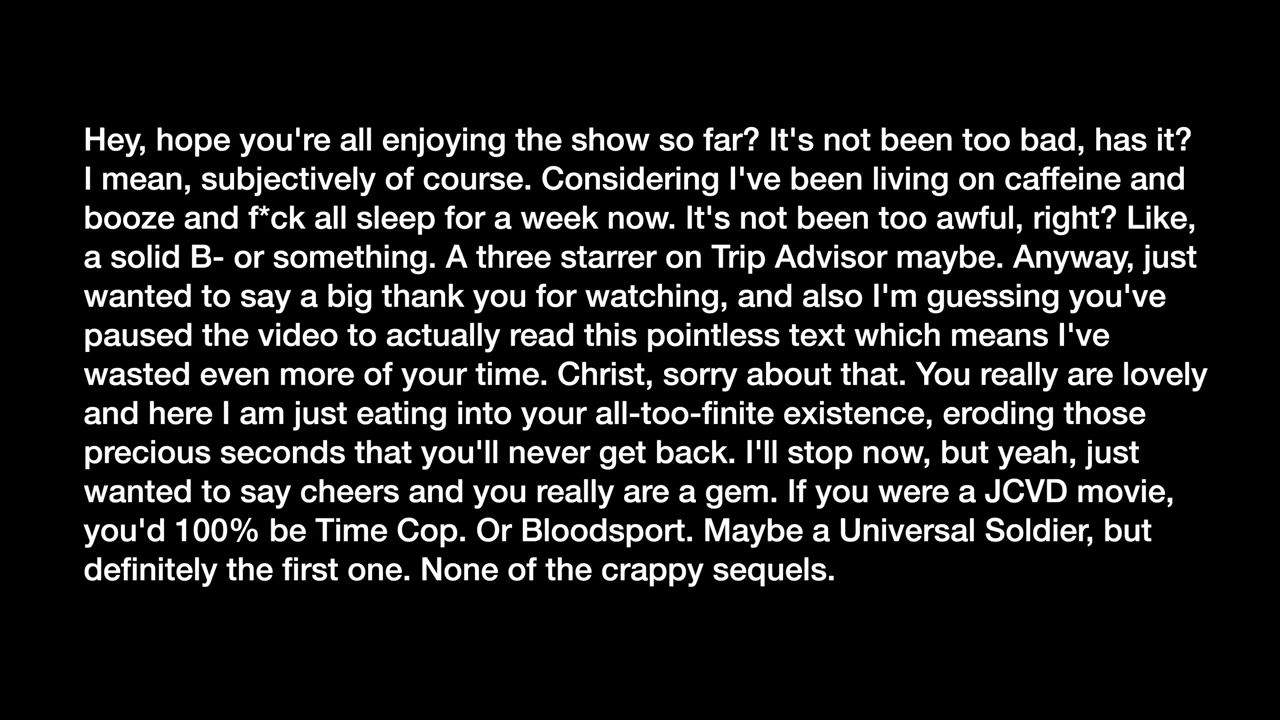 Hey, hope you're all enjoying the show so far? It's not been too bad, has it?
I mean, subjectively of course. Considering I've been living on caffeine and
booze and f*ck all sleep for a week now. It's not been too awful, right? Like,
a solid B- or something. A three starrer on Trip Advisor maybe. Anyway, just
wanted to say a big thank you for watching, and also I'm guessing you've
paused the video to actually read this pointless text which means I've
wasted even more of your time. Christ, sorry about that. You really are lovely
and here I am just eating into your all-too-finite existence, eroding those
precious seconds that you'll never get back. I'll stop now, but yeah, just
wanted to say cheers and you really are a gem. If you were a JCVD movie,
you'd 100% be Time Cop. Or Bloodsport. Maybe a Universal Soldier, but
definitely the first one. None of the crappy sequels.